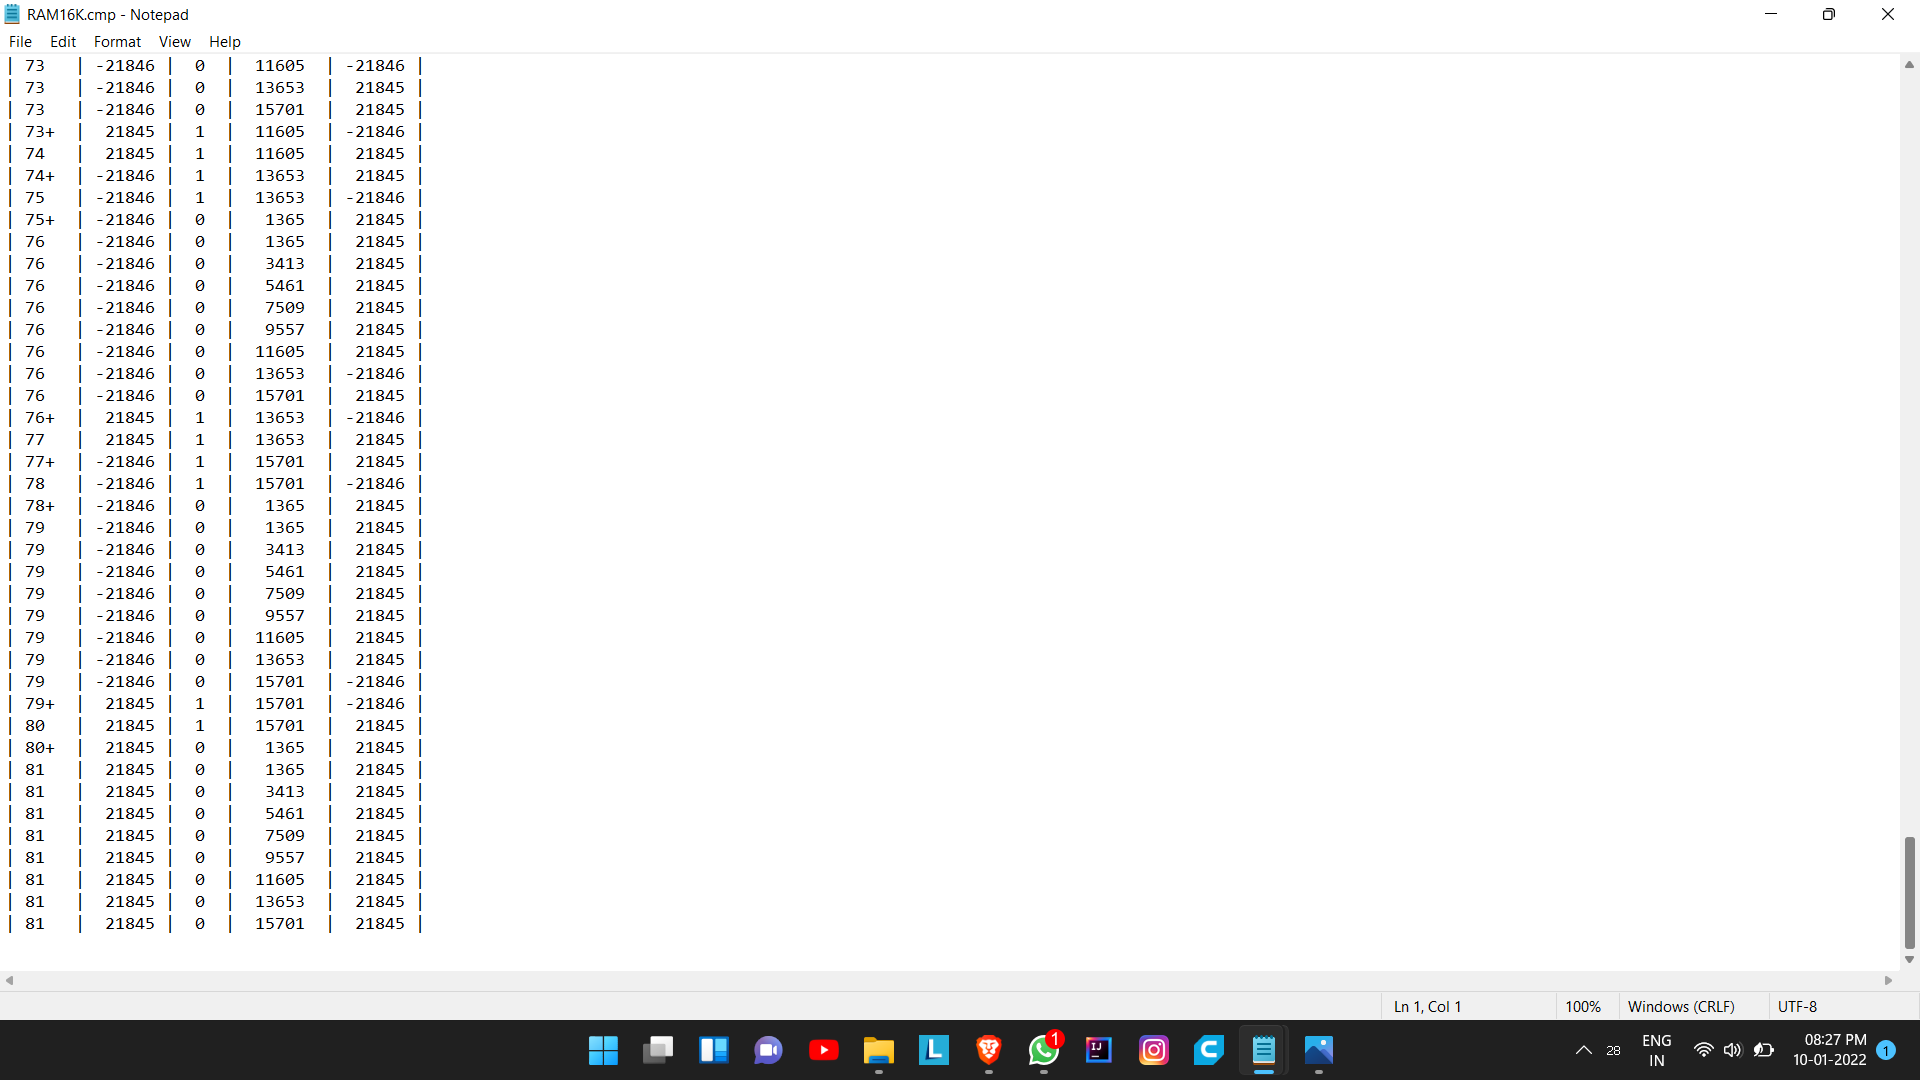 RAM16K.cmp - Notepad
File Edit Format View Help
| 73   | -21846 |  0  |  11605  | -21846 |
| 73   | -21846 |  0  |  13653  |  21845 |
| 73   | -21846 |  0  |  15701  |  21845 |
| 73+  |  21845 |  1  |  11605  | -21846 |
| 74   |  21845 |  1  |  11605  |  21845 |
| 74+  | -21846 |  1  |  13653  |  21845 |
| 75   | -21846 |  1  |  13653  | -21846 |
| 75+  | -21846 |  0  |   1365  |  21845 |
| 76   | -21846 |  0  |   1365  |  21845 |
| 76   | -21846 |  0  |   3413  |  21845 |
| 76   | -21846 |  0  |   5461  |  21845 |
| 76   | -21846 |  0  |   7509  |  21845 |
| 76   | -21846 |  0  |   9557  |  21845 |
| 76   | -21846 |  0  |  11605  |  21845 |
| 76   | -21846 |  0  |  13653  | -21846 |
| 76   | -21846 |  0  |  15701  |  21845 |
| 76+  |  21845 |  1  |  13653  | -21846 |
| 77   |  21845 |  1  |  13653  |  21845 |
| 77+  | -21846 |  1  |  15701  |  21845 |
| 78   | -21846 |  1  |  15701  | -21846 |
| 78+  | -21846 |  0  |   1365  |  21845 |
| 79   | -21846 |  0  |   1365  |  21845 |
| 79   | -21846 |  0  |   3413  |  21845 |
| 79   | -21846 |  0  |   5461  |  21845 |
| 79   | -21846 |  0  |   7509  |  21845 |
| 79   | -21846 |  0  |   9557  |  21845 |
| 79   | -21846 |  0  |  11605  |  21845 |
| 79   | -21846 |  0  |  13653  |  21845 |
| 79   | -21846 |  0  |  15701  | -21846 |
| 79+  |  21845 |  1  |  15701  | -21846 |
| 80   |  21845 |  1  |  15701  |  21845 |
| 80+  |  21845 |  0  |   1365  |  21845 |
| 81   |  21845 |  0  |   1365  |  21845 |
| 81   |  21845 |  0  |   3413  |  21845 |
| 81   |  21845 |  0  |   5461  |  21845 |
| 81   |  21845 |  0  |   7509  |  21845 |
| 81   |  21845 |  0  |   9557  |  21845 |
| 81   |  21845 |  0  |  11605  |  21845 |
| 81   |  21845 |  0  |  13653  |  21845 |
| 81   |  21845 |  0  |  15701  |  21845 |
Ln 1, Col 1 100% Windows (CRLF) UTF-8
L 1 IJ C 28 ENG 08:27 PM 1
IN 10-01-2022